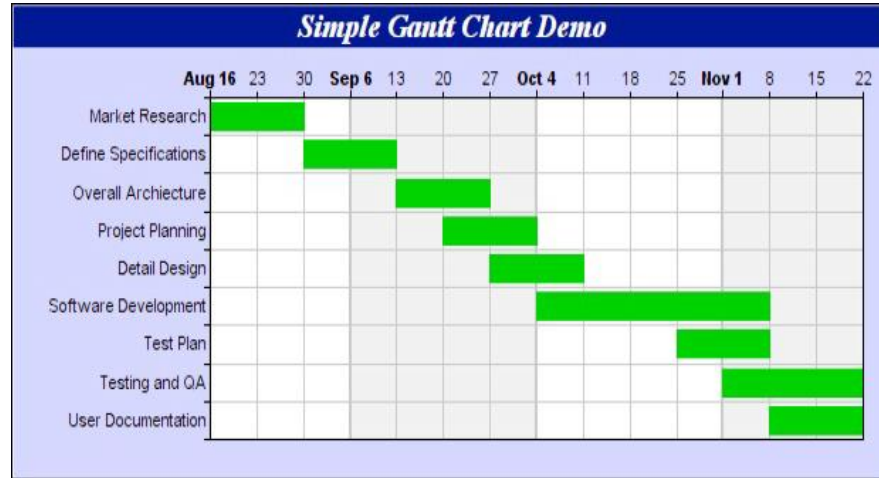 Simple Gantt Chart Demo
Aug 16 23 30 Sep 6 13 20 27 Oct 4 11 18 25 Nov 1 8 15 22
Market Research
Define Specifications
Overall Archiecture
Project Planning
Detail Design
Software Development
Test Plan
Testing and QA
User Documentation